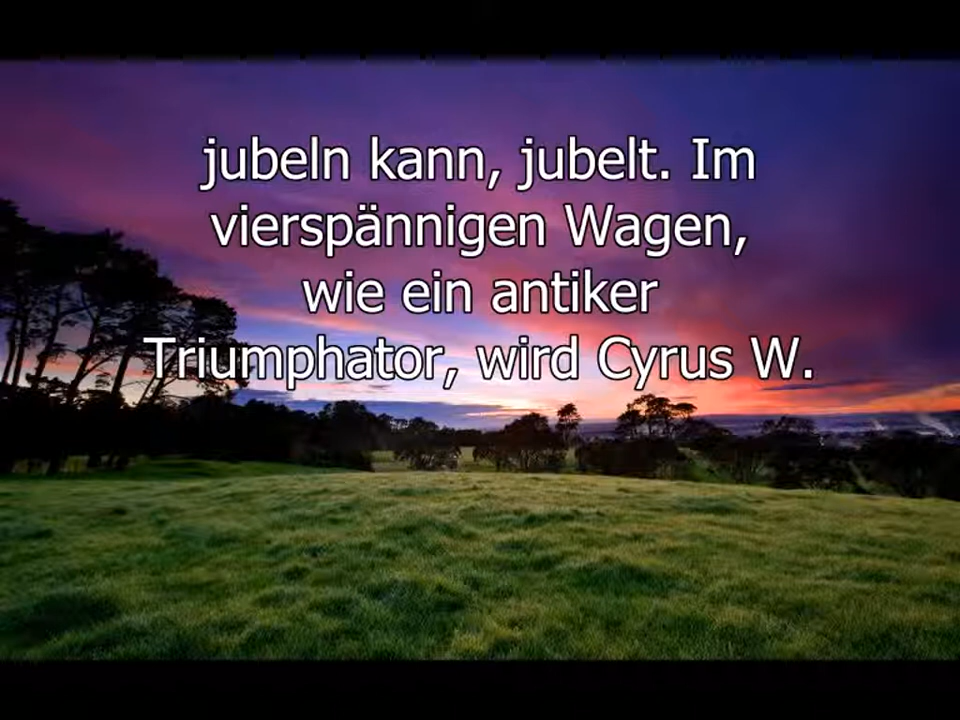 jubeln kann, jubelt. Im
vierspännigen Wagen,
wie ein antiker
Triumphator, wird Cyrus W.